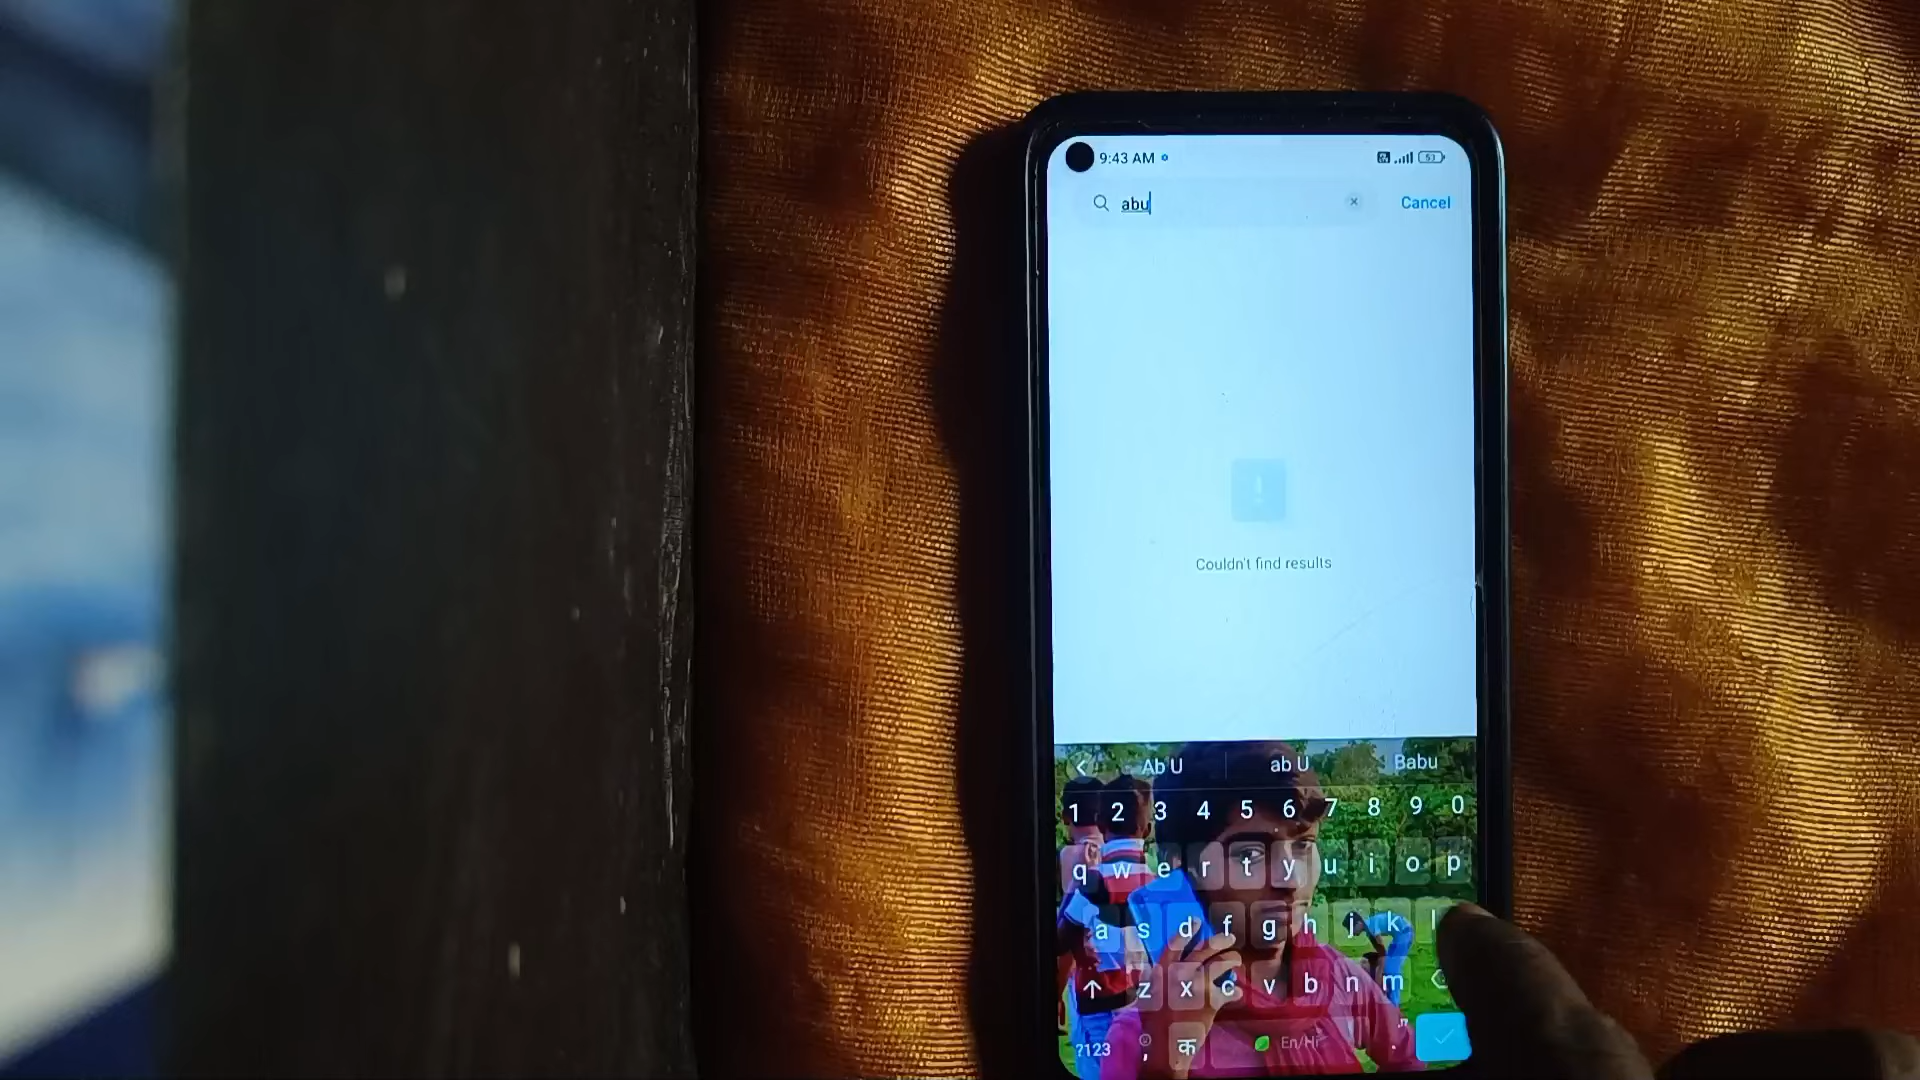 9:43 AM
53
abu
Cancel
Couldn't find results
Ab U ab U Babu
1 2 3 4 5 6 7 8 9 0
q w e r t y u i o p
a s d f g h j k l
z x c v b n m
?123 , क En/Hi .